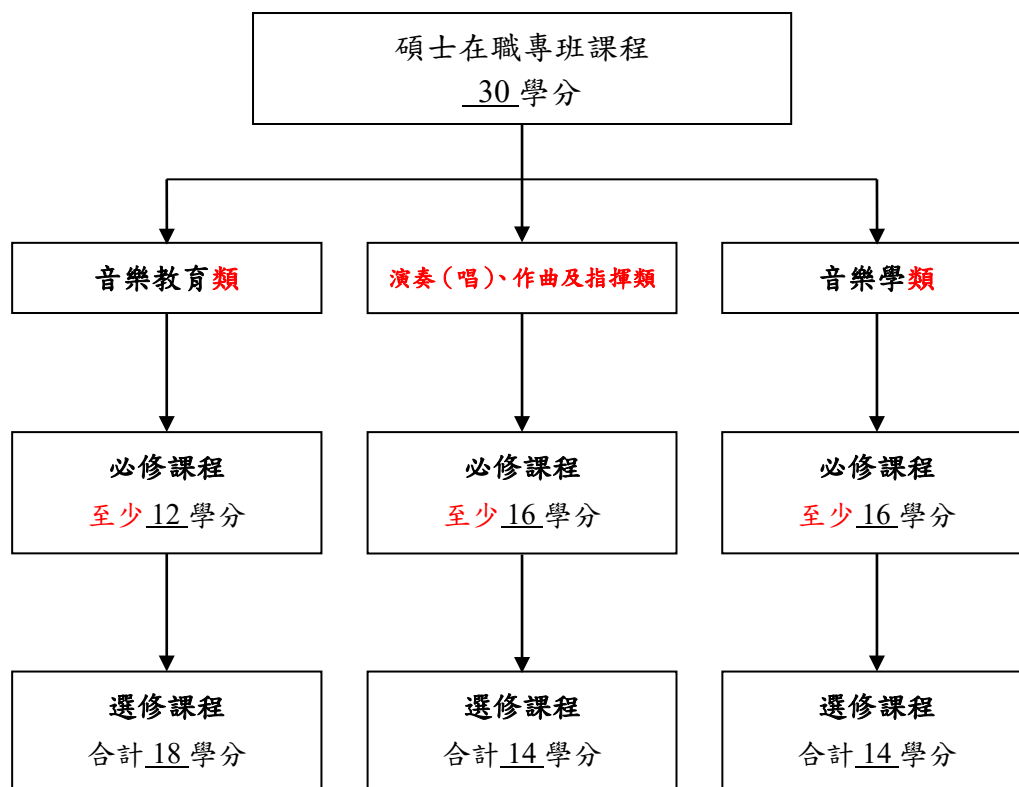 碩士在職專班課程
30 學分
音樂教育類
演奏(唱)、作曲及指揮類
音樂學類
必修課程
至少 12 學分
必修課程
至少 16 學分
必修課程
至少 16 學分
選修課程
合計 18 學分
選修課程
合計 14 學分
選修課程
合計 14 學分